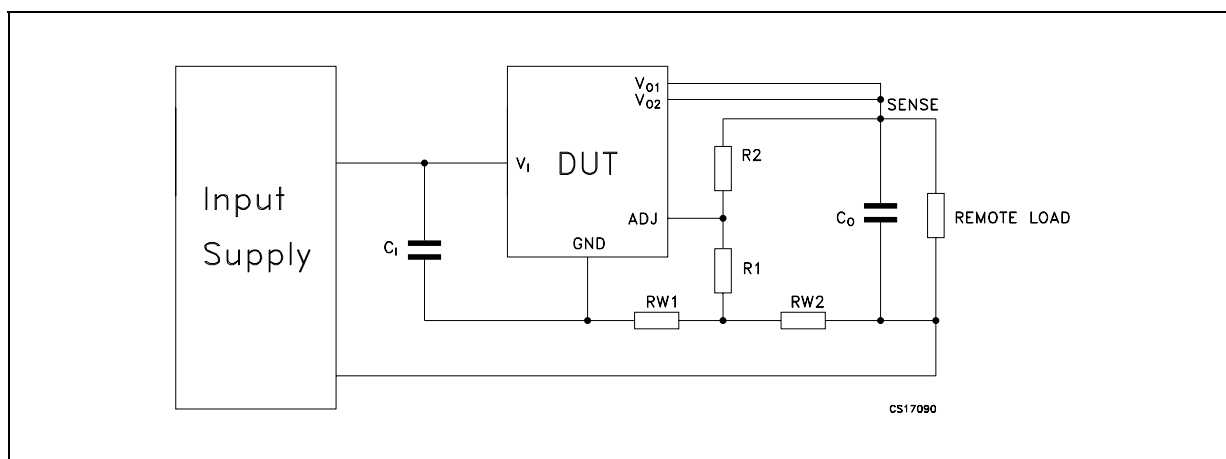 Input
Supply
C_I
V_I
DUT
V_O1
V_O2
ADJ
GND
SENSE
R2
R1
RW1
RW2
C_O
REMOTE LOAD
CS17090